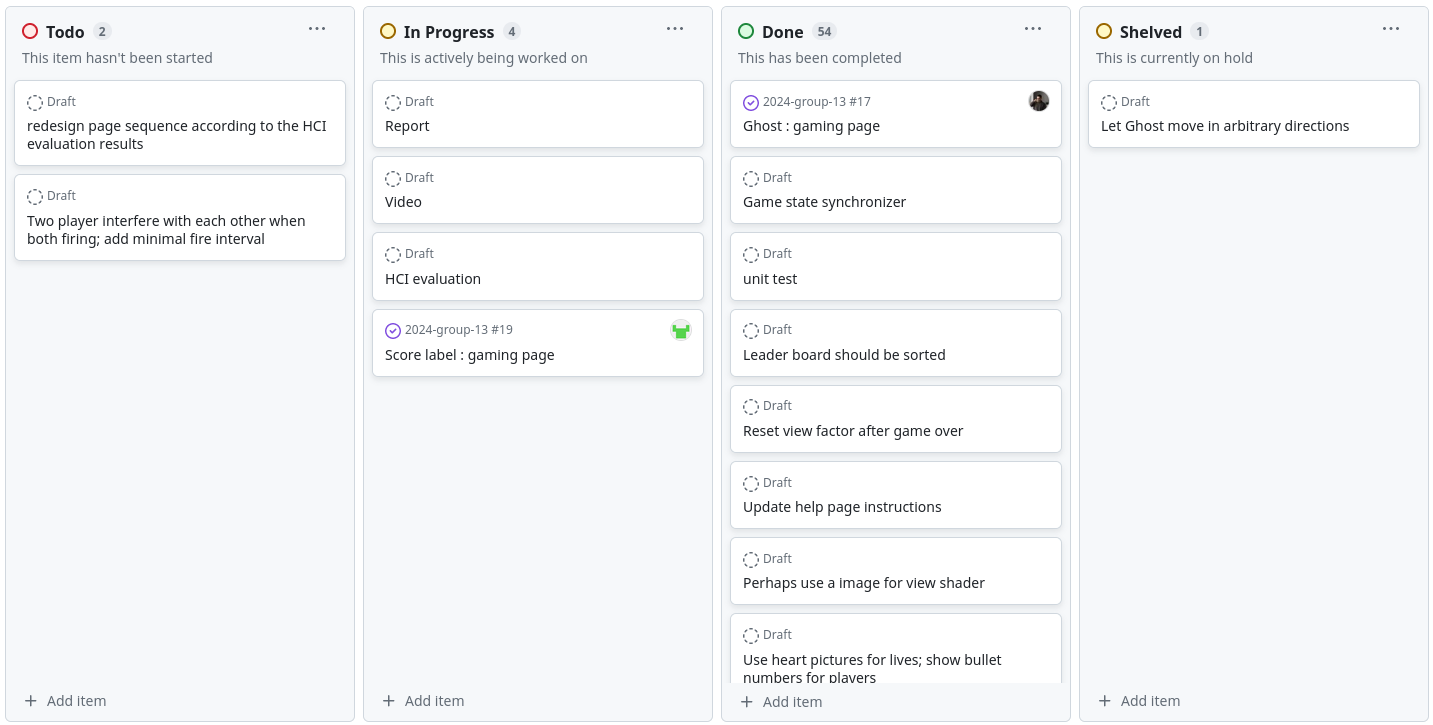 Todo 2
This item hasn't been started
Draft
redesign page sequence according to the HCI
evaluation results
Draft
Two player interfere with each other when
both firing; add minimal fire interval
Add item
In Progress 4
This is actively being worked on
Draft
Report
Draft
Video
Draft
HCI evaluation
2024-group-13 #19
Score label : gaming page
Add item
Done 54
This has been completed
2024-group-13 #17
Ghost : gaming page
Draft
Game state synchronizer
Draft
unit test
Draft
Leader board should be sorted
Draft
Reset view factor after game over
Draft
Update help page instructions
Draft
Perhaps use a image for view shader
Draft
Use heart pictures for lives; show bullet
numbers for players
Add item
Shelved 1
This is currently on hold
Draft
Let Ghost move in arbitrary directions
Add item